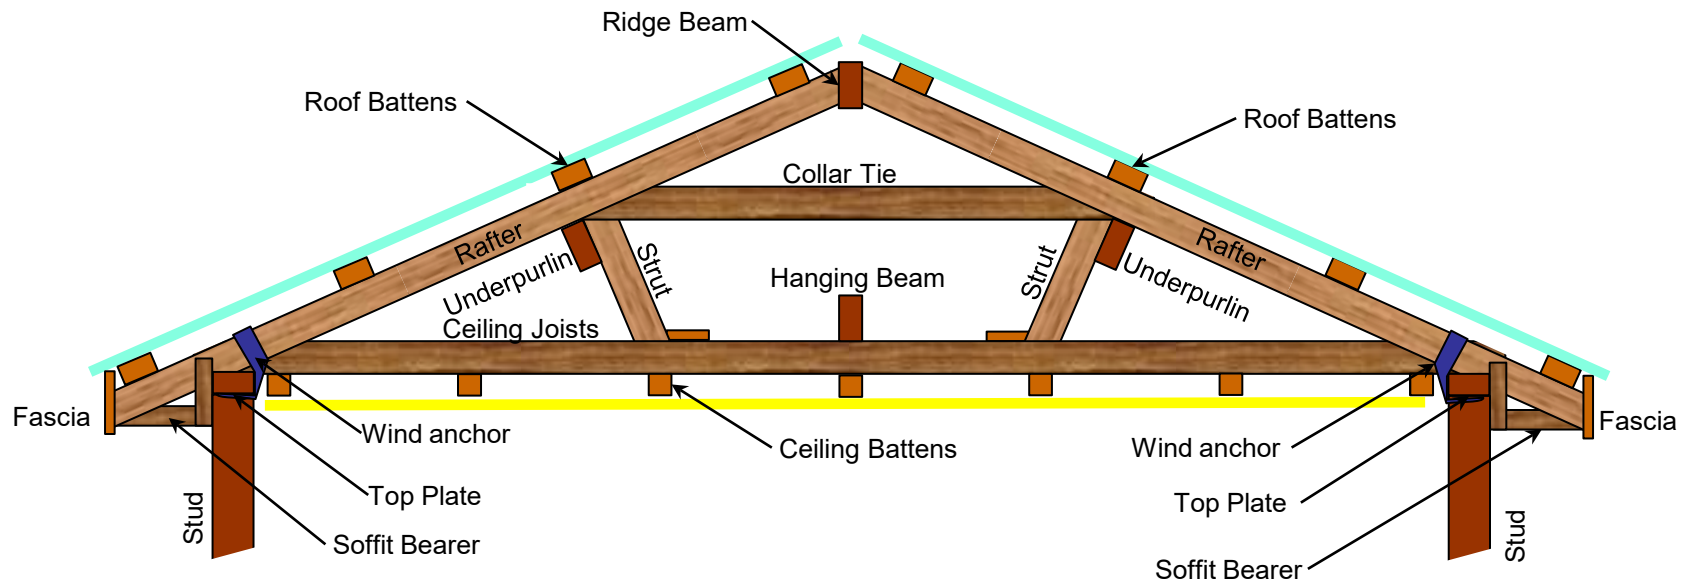 Ridge Beam
Roof Battens
Roof Battens
Collar Tie
Rafter
Rafter
Underpurlin
Strut
Hanging Beam
Strut
Underpurlin
Ceiling Joists
Fascia
Fascia
Wind anchor
Ceiling Battens
Wind anchor
Top Plate
Top Plate
Stud
Stud
Soffit Bearer
Soffit Bearer